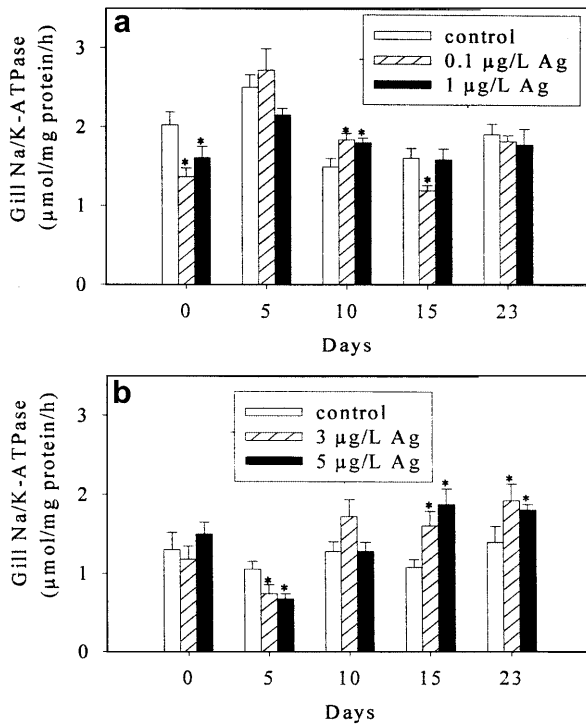 a
control
0.1 µg/L Ag
1 µg/L Ag
Gill Na/K-ATPase
(µmol/mg protein/h)
3
2
1
0
* * * * *
0 5 10 15 23
Days
b
control
3 µg/L Ag
5 µg/L Ag
Gill Na/K-ATPase
(µmol/mg protein/h)
3
2
1
0
* * * * * *
0 5 10 15 23
Days